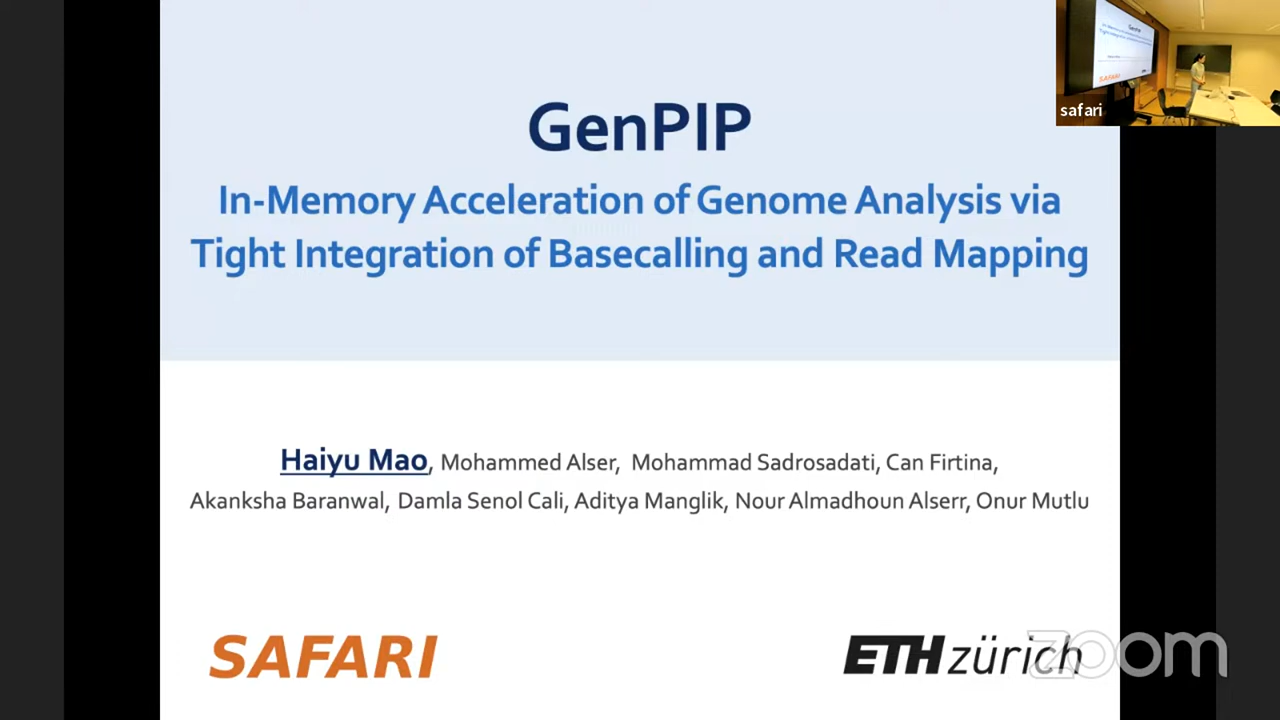 GenPIP
In-Memory Acceleration of Genome Analysis via
Tight Integration of Basecalling and Read Mapping
Haiyu Mao, Mohammed Alser, Mohammad Sadrosadati, Can Firtina,
Akanksha Baranwal, Damla Senol Cali, Aditya Manglik, Nour Almadhoun Alserr, Onur Mutlu
SAFARI
ETH zürich
zoom
safari
GenPIP
SAFARI